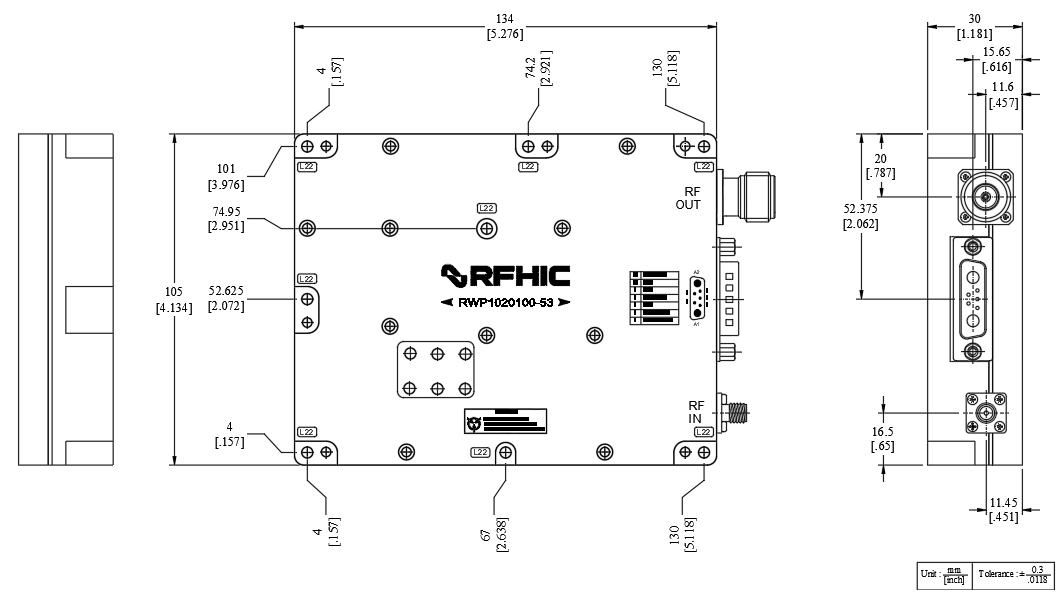 134
[5.276]
30
[1.181]
15.65
[.616]
11.6
[.457]
4
[.157]
74.2
[2.921]
130
[5.118]
101
[3.976]
L22
L22
L22
20
[.787]
RF
OUT
74.95
[2.951]
L22
52.375
[2.062]
RFHIC
RWP1020100-53
L22
A2
A1
52.625
[2.072]
105
[4.134]
RF
IN
4
[.157]
L22
L22
L22
16.5
[.65]
4
[.157]
67
[2.638]
130
[5.118]
11.45
[.451]
Unit : mm
[inch]
Tolerance : ± 0.3
.0118